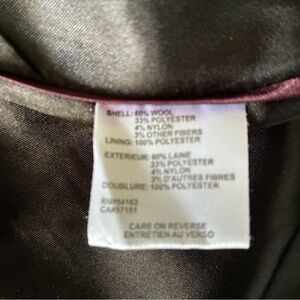 SHELL: 60% WOOL
33% POLYESTER
4% NYLON
3% OTHER FIBERS
LINING: 100% POLYESTER
EXTERIEUR: 60% LAINE
33% POLYESTER
4% NYLON
3% D'AUTRES FIBRES
DOUBLURE: 100% POLYESTER
RN#54163
CA#57151
CARE ON REVERSE
ENTRETIEN AU VERSO